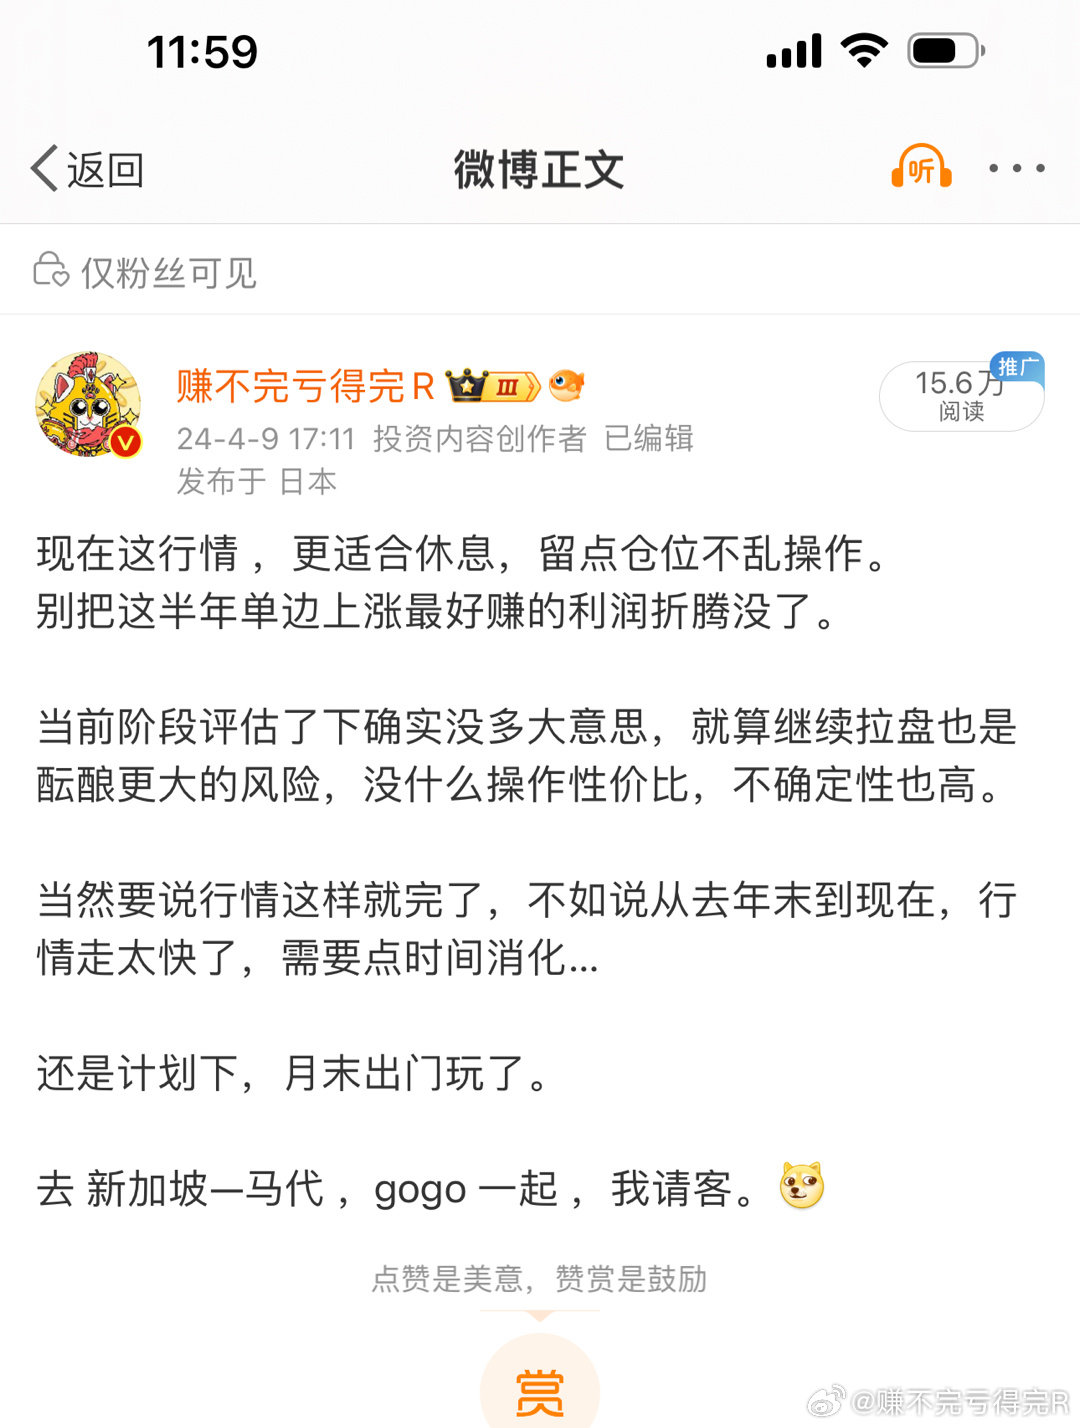 11:59
返回
微博正文
听
仅粉丝可见
赚不完亏得完R
III
推广
15.6万
阅读
V
24-4-9 17:11 投资内容创作者 已编辑
发布于 日本
现在这行情， 更适合休息，留点仓位不乱操作。
别把这半年单边上涨最好赚的利润折腾没了。
当前阶段评估了下确实没多大意思，就算继续拉盘也是
酝酿更大的风险，没什么操作性价比，不确定性也高。
当然要说行情这样就完了，不如说从去年末到现在，行
情走太快了，需要点时间消化...
还是计划下，月末出门玩了。
去 新加坡—马代 ，gogo 一起 ，我请客。
点赞是美意，赞赏是鼓励
赏
@赚不完亏得完R